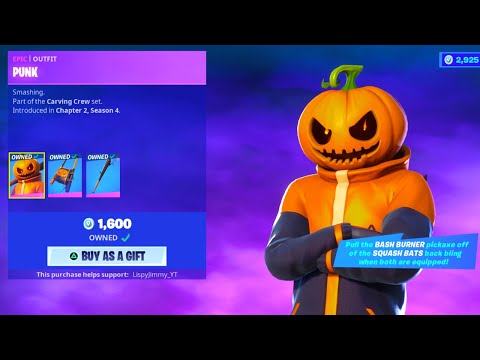 EPIC | OUTFIT
PUNK
2,925
Smashing.
Part of the Carving Crew set.
Introduced in Chapter 2, Season 4.
OWNED
OWNED
OWNED
1,600
OWNED
BUY AS A GIFT
This purchase helps support: LispyJimmy_YT
Pull the BASH BURNER pickaxe off
of the SQUASH BATS back bling
when both are equipped!